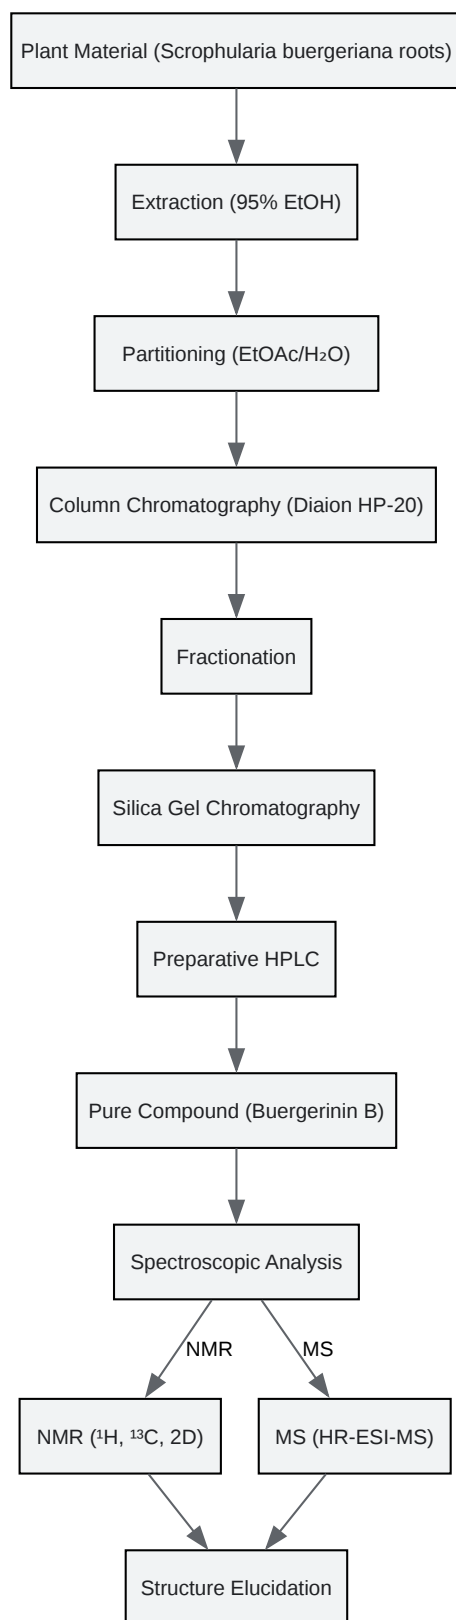 Plant Material (Scrophularia buergeriana roots)
Extraction (95% EtOH)
Partitioning (EtOAc/H₂O)
Column Chromatography (Diaion HP-20)
Fractionation
Silica Gel Chromatography
Preparative HPLC
Pure Compound (Buergerinin B)
Spectroscopic Analysis
NMR
MS
NMR (¹H, ¹³C, 2D)
MS (HR-ESI-MS)
Structure Elucidation